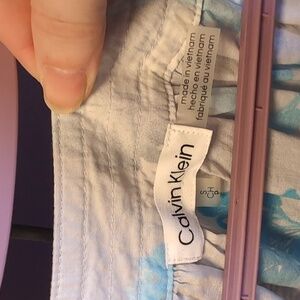 made in vietnam
hecho en vietnam
fabriqué au vietnam
Calvin Klein